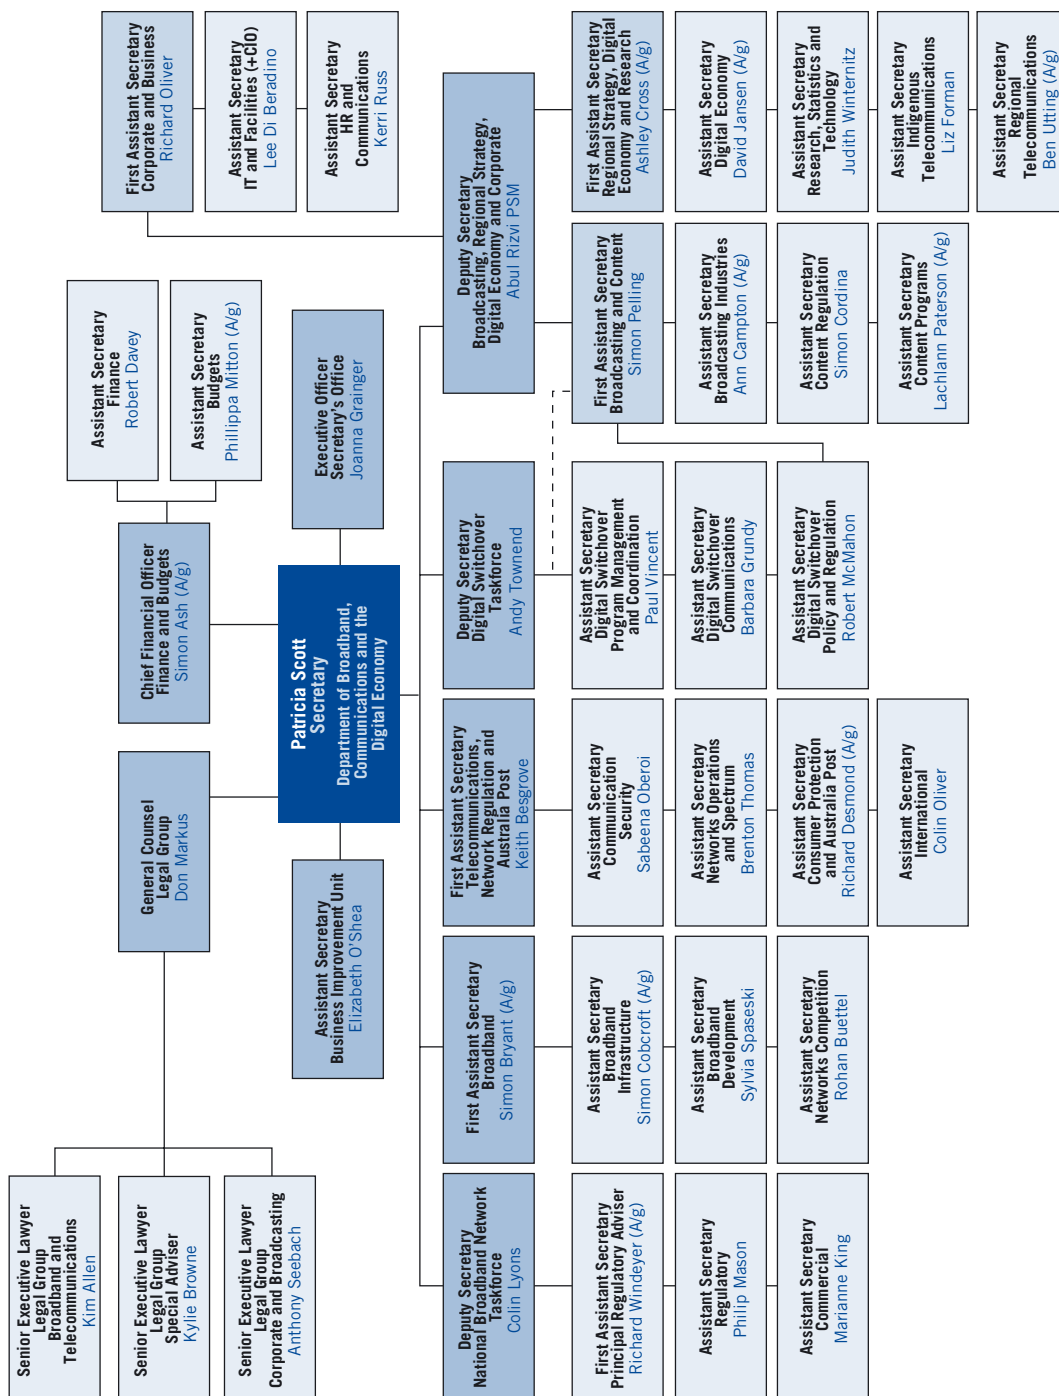 Senior Executive Lawyer
Legal Group
Broadband and
Telecommunications
Kim Allen
Senior Executive Lawyer
Legal Group
Special Adviser
Kylie Browne
Senior Executive Lawyer
Legal Group
Corporate and Broadcasting
Anthony Seebach
General Counsel
Legal Group
Don Markus
Chief Financial Officer
Finance and Budgets
Simon Ash (A/g)
Assistant Secretary
Finance
Robert Davey
Assistant Secretary
Budgets
Phillippa Mitton (A/g)
First Assistant Secretary
Corporate and Business
Richard Oliver
Assistant Secretary
IT and Facilities (+CIO)
Lee Di Beradino
Assistant Secretary
HR and
Communications
Kerri Russ
Assistant Secretary
Business Improvement Unit
Elizabeth O'Shea
Patricia Scott
Secretary
Department of Broadband,
Communications and the
Digital Economy
Executive Officer
Secretary's Office
Joanna Grainger
Deputy Secretary
National Broadband Network
Taskforce
Colin Lyons
First Assistant Secretary
Principal Regulatory Adviser
Richard Windeyer (A/g)
Assistant Secretary
Regulatory
Philip Mason
Assistant Secretary
Commercial
Marianne King
First Assistant Secretary
Broadband
Simon Bryant (A/g)
Assistant Secretary
Broadband
Infrastructure
Simon Cobcroft (A/g)
Assistant Secretary
Broadband
Development
Sylvia Spaseski
Assistant Secretary
Networks Competition
Rohan Buettel
First Assistant Secretary
Telecommunications,
Network Regulation and
Australia Post
Keith Besgrove
Assistant Secretary
Communication
Security
Sabeena Oberoi
Assistant Secretary
Networks Operations
and Spectrum
Brenton Thomas
Assistant Secretary
Consumer Protection
and Australia Post
Richard Desmond (A/g)
Assistant Secretary
International
Colin Oliver
Deputy Secretary
Digital Switchover
Taskforce
Andy Townend
Assistant Secretary
Digital Switchover
Program Management
and Coordination
Paul Vincent
Assistant Secretary
Digital Switchover
Communications
Barbara Grundy
Assistant Secretary
Digital Switchover
Policy and Regulation
Robert McMahon
Deputy Secretary
Broadcasting, Regional Strategy,
Digital Economy and Corporate
Abul Rizvi PSM
First Assistant Secretary
Broadcasting and Content
Simon Pelling
Assistant Secretary
Broadcasting Industries
Ann Campton (A/g)
Assistant Secretary
Content Regulation
Simon Cordina
Assistant Secretary
Content Programs
Lachlann Paterson (A/g)
First Assistant Secretary
Regional Strategy, Digital
Economy and Research
Ashley Cross (A/g)
Assistant Secretary
Digital Economy
David Jansen (A/g)
Assistant Secretary
Research, Statistics and
Technology
Judith Winternitz
Assistant Secretary
Indigenous
Telecommunications
Liz Forman
Assistant Secretary
Regional
Telecommunications
Ben Utting (A/g)